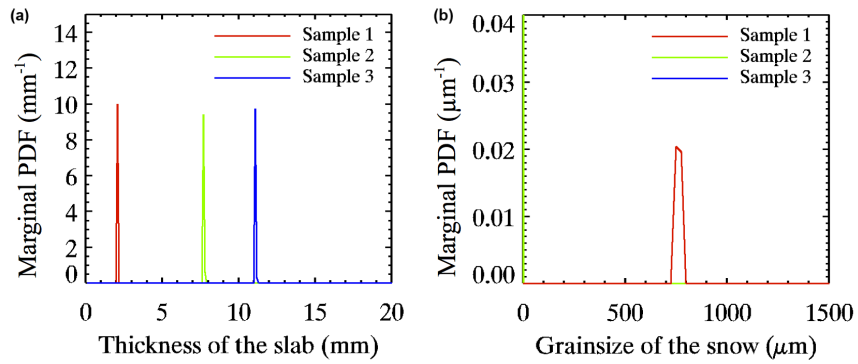 (a)
Marginal PDF (mm⁻¹)
15
14
12
10
8
6
4
2
0
Sample 1
Sample 2
Sample 3
0 5 10 15 20
Thickness of the slab (mm)
(b)
Marginal PDF (μm⁻¹)
0.04
0.03
0.02
0.01
0.00
Sample 1
Sample 2
Sample 3
0 500 1000 1500
Grainsize of the snow (μm)